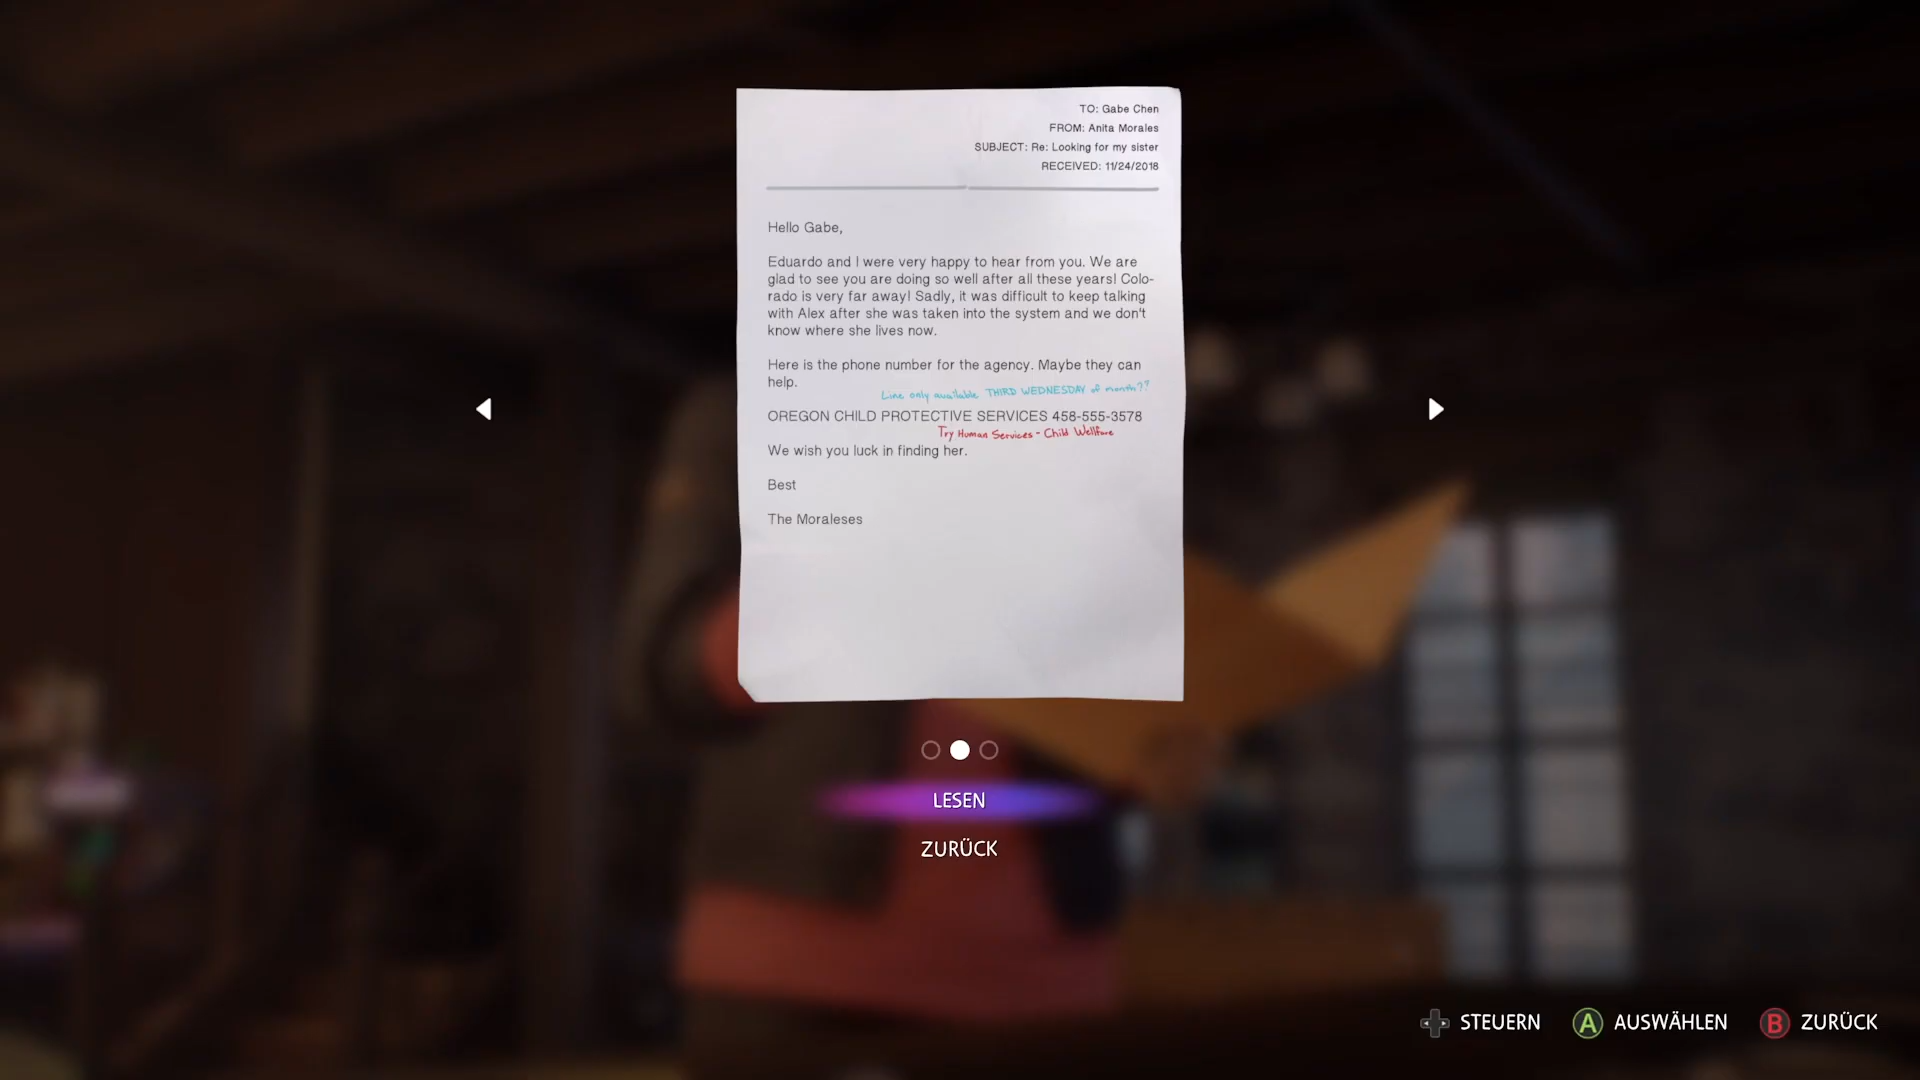 TO: Gabe Chen
FROM: Anita Morales
SUBJECT: Re: Looking for my sister
RECEIVED: 11/24/2018
Hello Gabe,
Eduardo and I were very happy to hear from you. We are
glad to see you are doing so well after all these years! Colo-
rado is very far away! Sadly, it was difficult to keep talking
with Alex after she was taken into the system and we don't
know where she lives now.
Here is the phone number for the agency. Maybe they can
help.
Line only available THIRD WEDNESDAY of month??
OREGON CHILD PROTECTIVE SERVICES 458-555-3578
Try Human Services - Child Wellfare
We wish you luck in finding her.
Best
The Moraleses
LESEN
ZURÜCK
STEUERN
A AUSWÄHLEN
B ZURÜCK